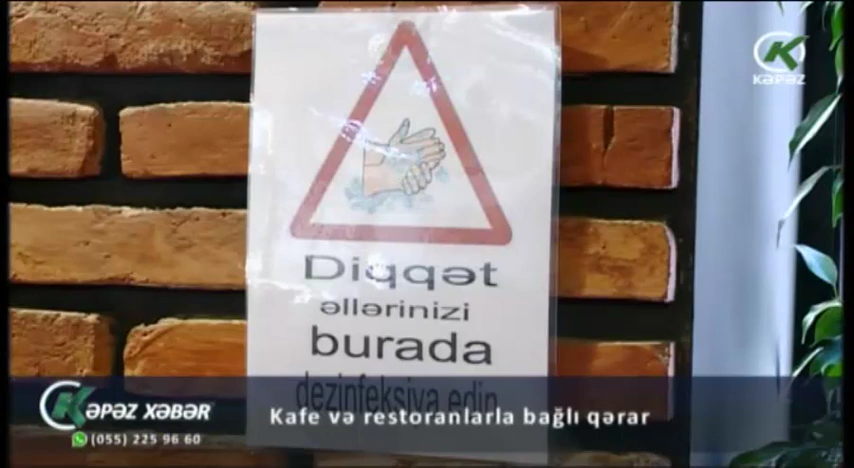 KƏPƏZ
Diqqət
əllərinizi
burada
dezinfeksiya edin
KƏPƏZ XƏBƏR
(055) 225 96 60
Kafe və restoranlarla bağlı qərar